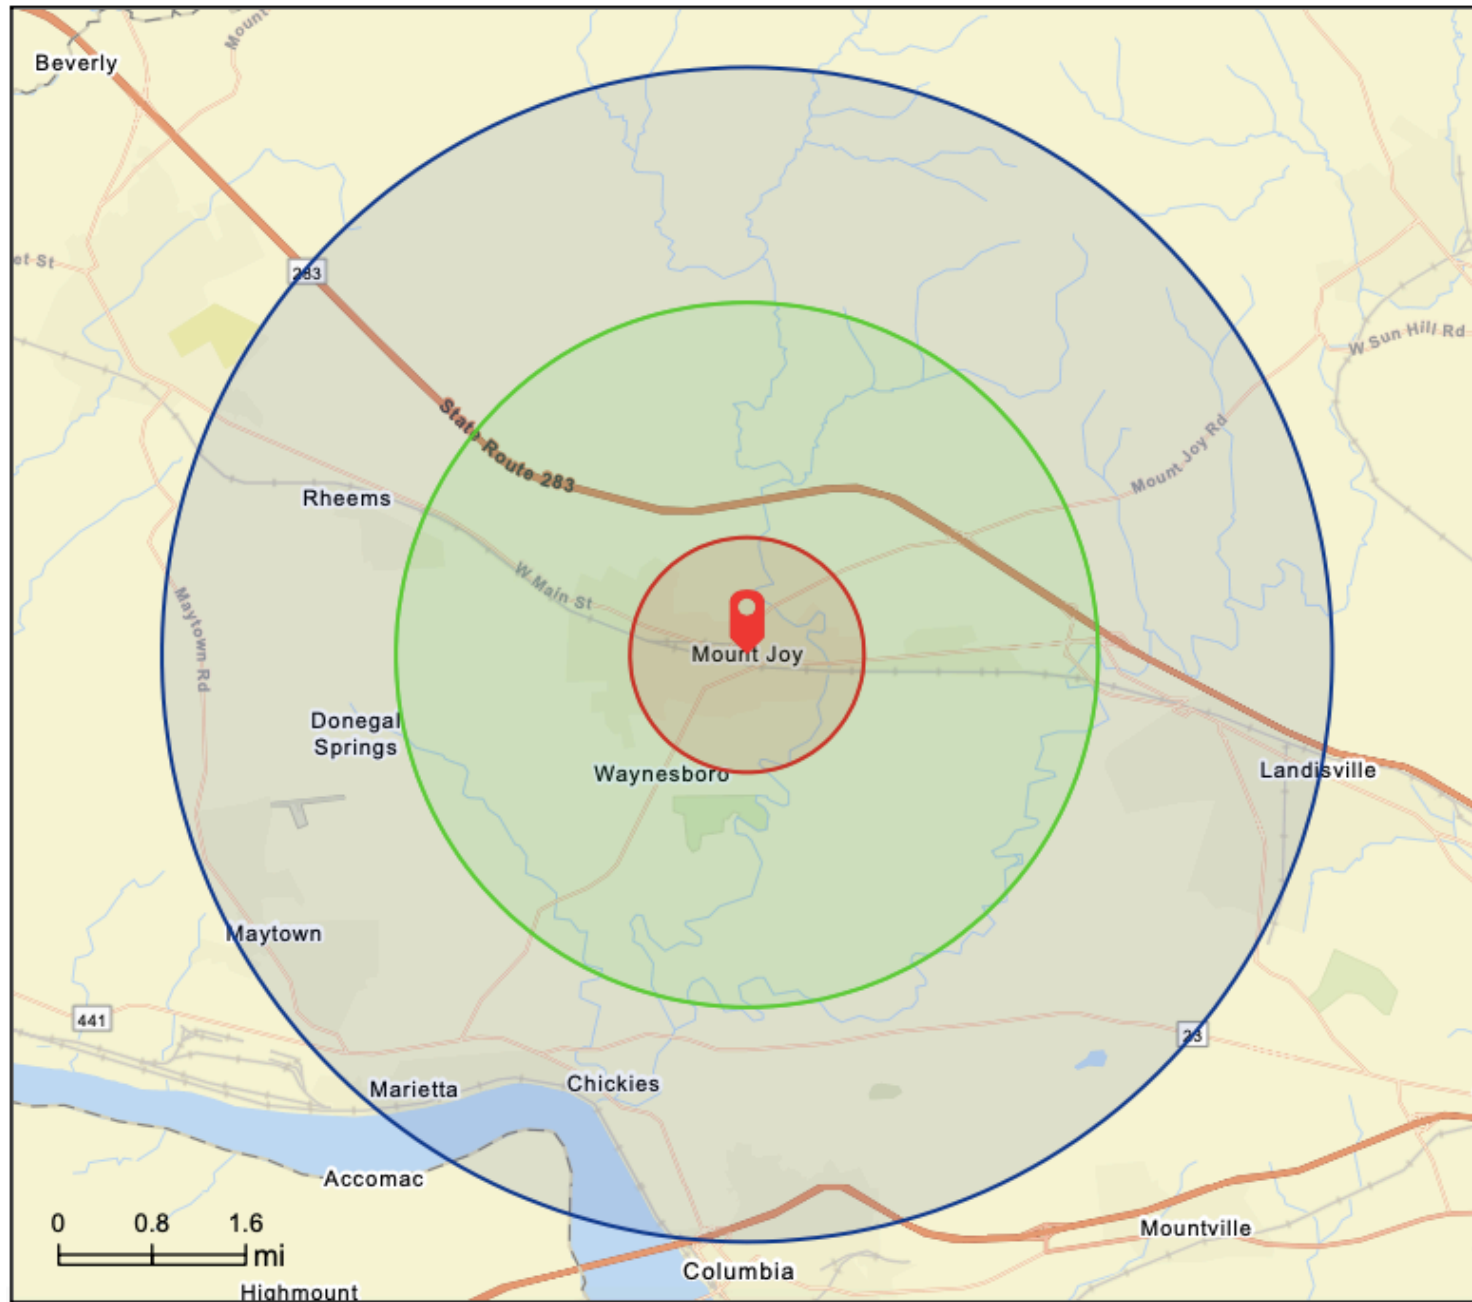 Mount
Beverly
et St
283
W Sun Hill Rd
State Route 283
Mount Joy Rd
Rheems
W Main St
Maytown Rd
Mount Joy
Donegal
Springs
Waynesboro
Landisville
Maytown
441
23
Marietta
Chickies
Accomac
0 0.8 1.6
mi
Mountville
Columbia
Highmount